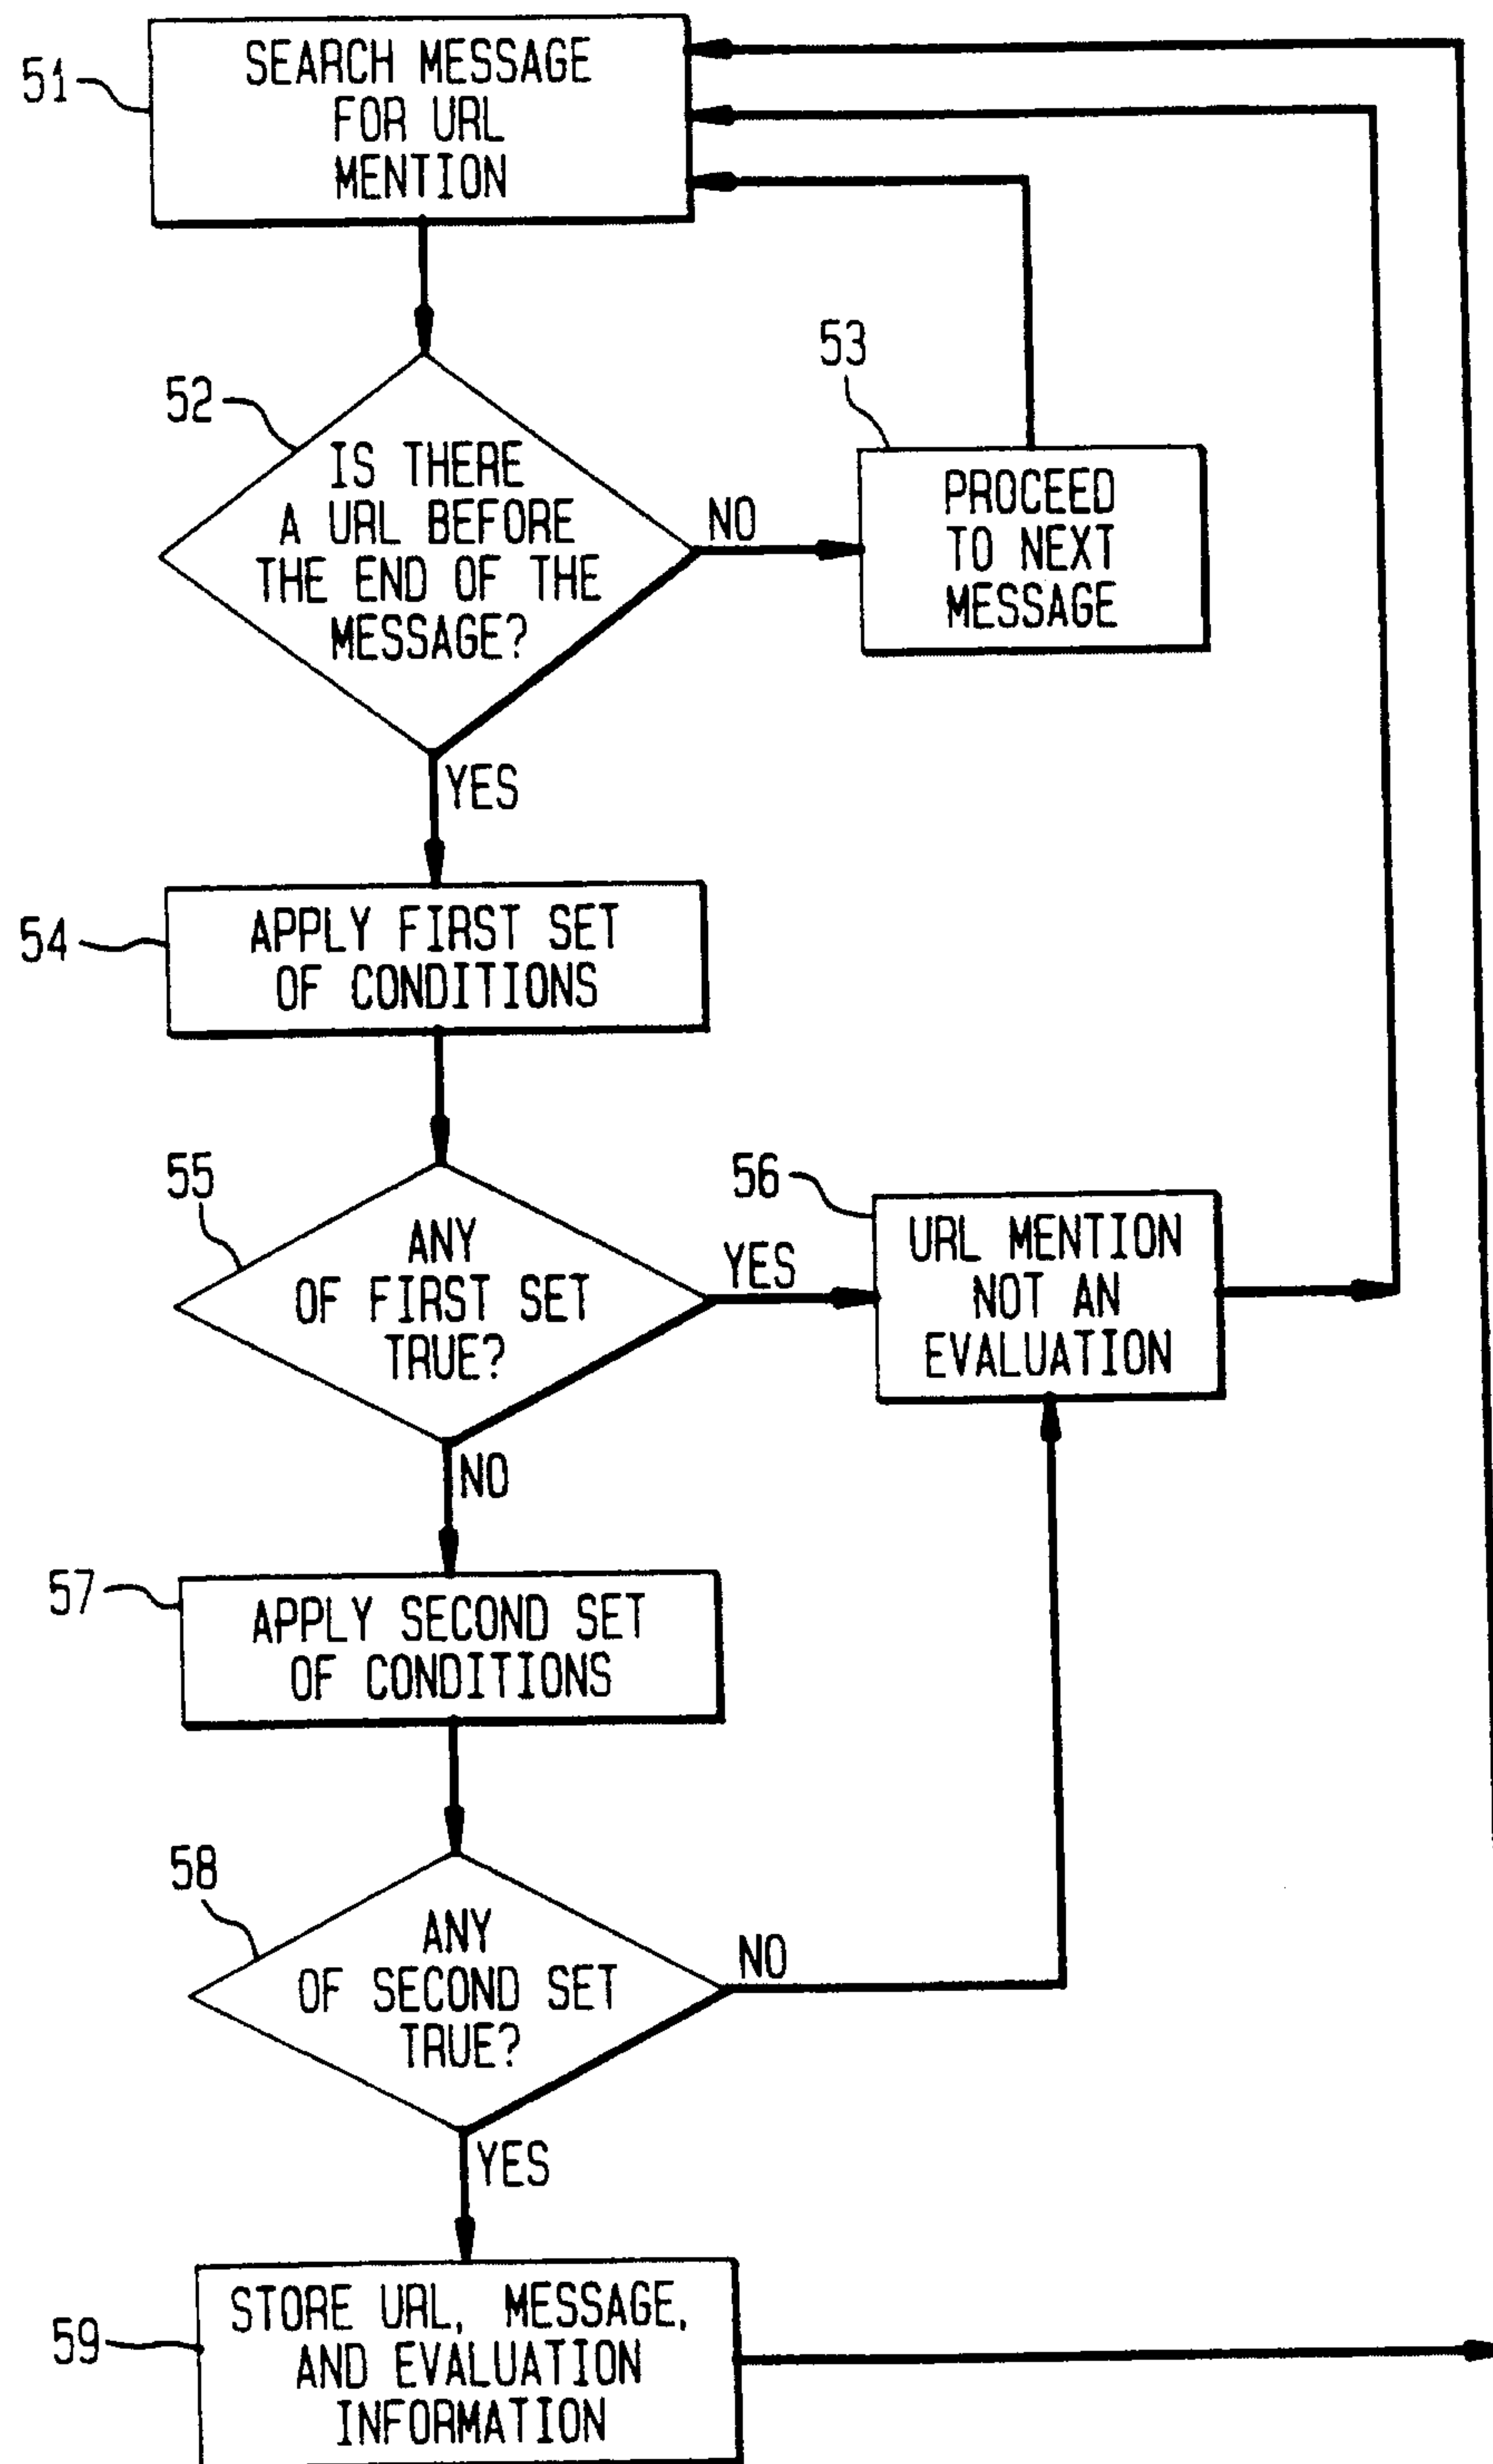 51
SEARCH MESSAGE
FOR URL
MENTION
52
IS THERE
A URL BEFORE
THE END OF THE
MESSAGE?
NO
53
PROCEED
TO NEXT
MESSAGE
YES
54
APPLY FIRST SET
OF CONDITIONS
55
ANY
OF FIRST SET
TRUE?
YES
56
URL MENTION
NOT AN
EVALUATION
NO
57
APPLY SECOND SET
OF CONDITIONS
58
ANY
OF SECOND SET
TRUE?
NO
YES
59
STORE URL, MESSAGE,
AND EVALUATION
INFORMATION